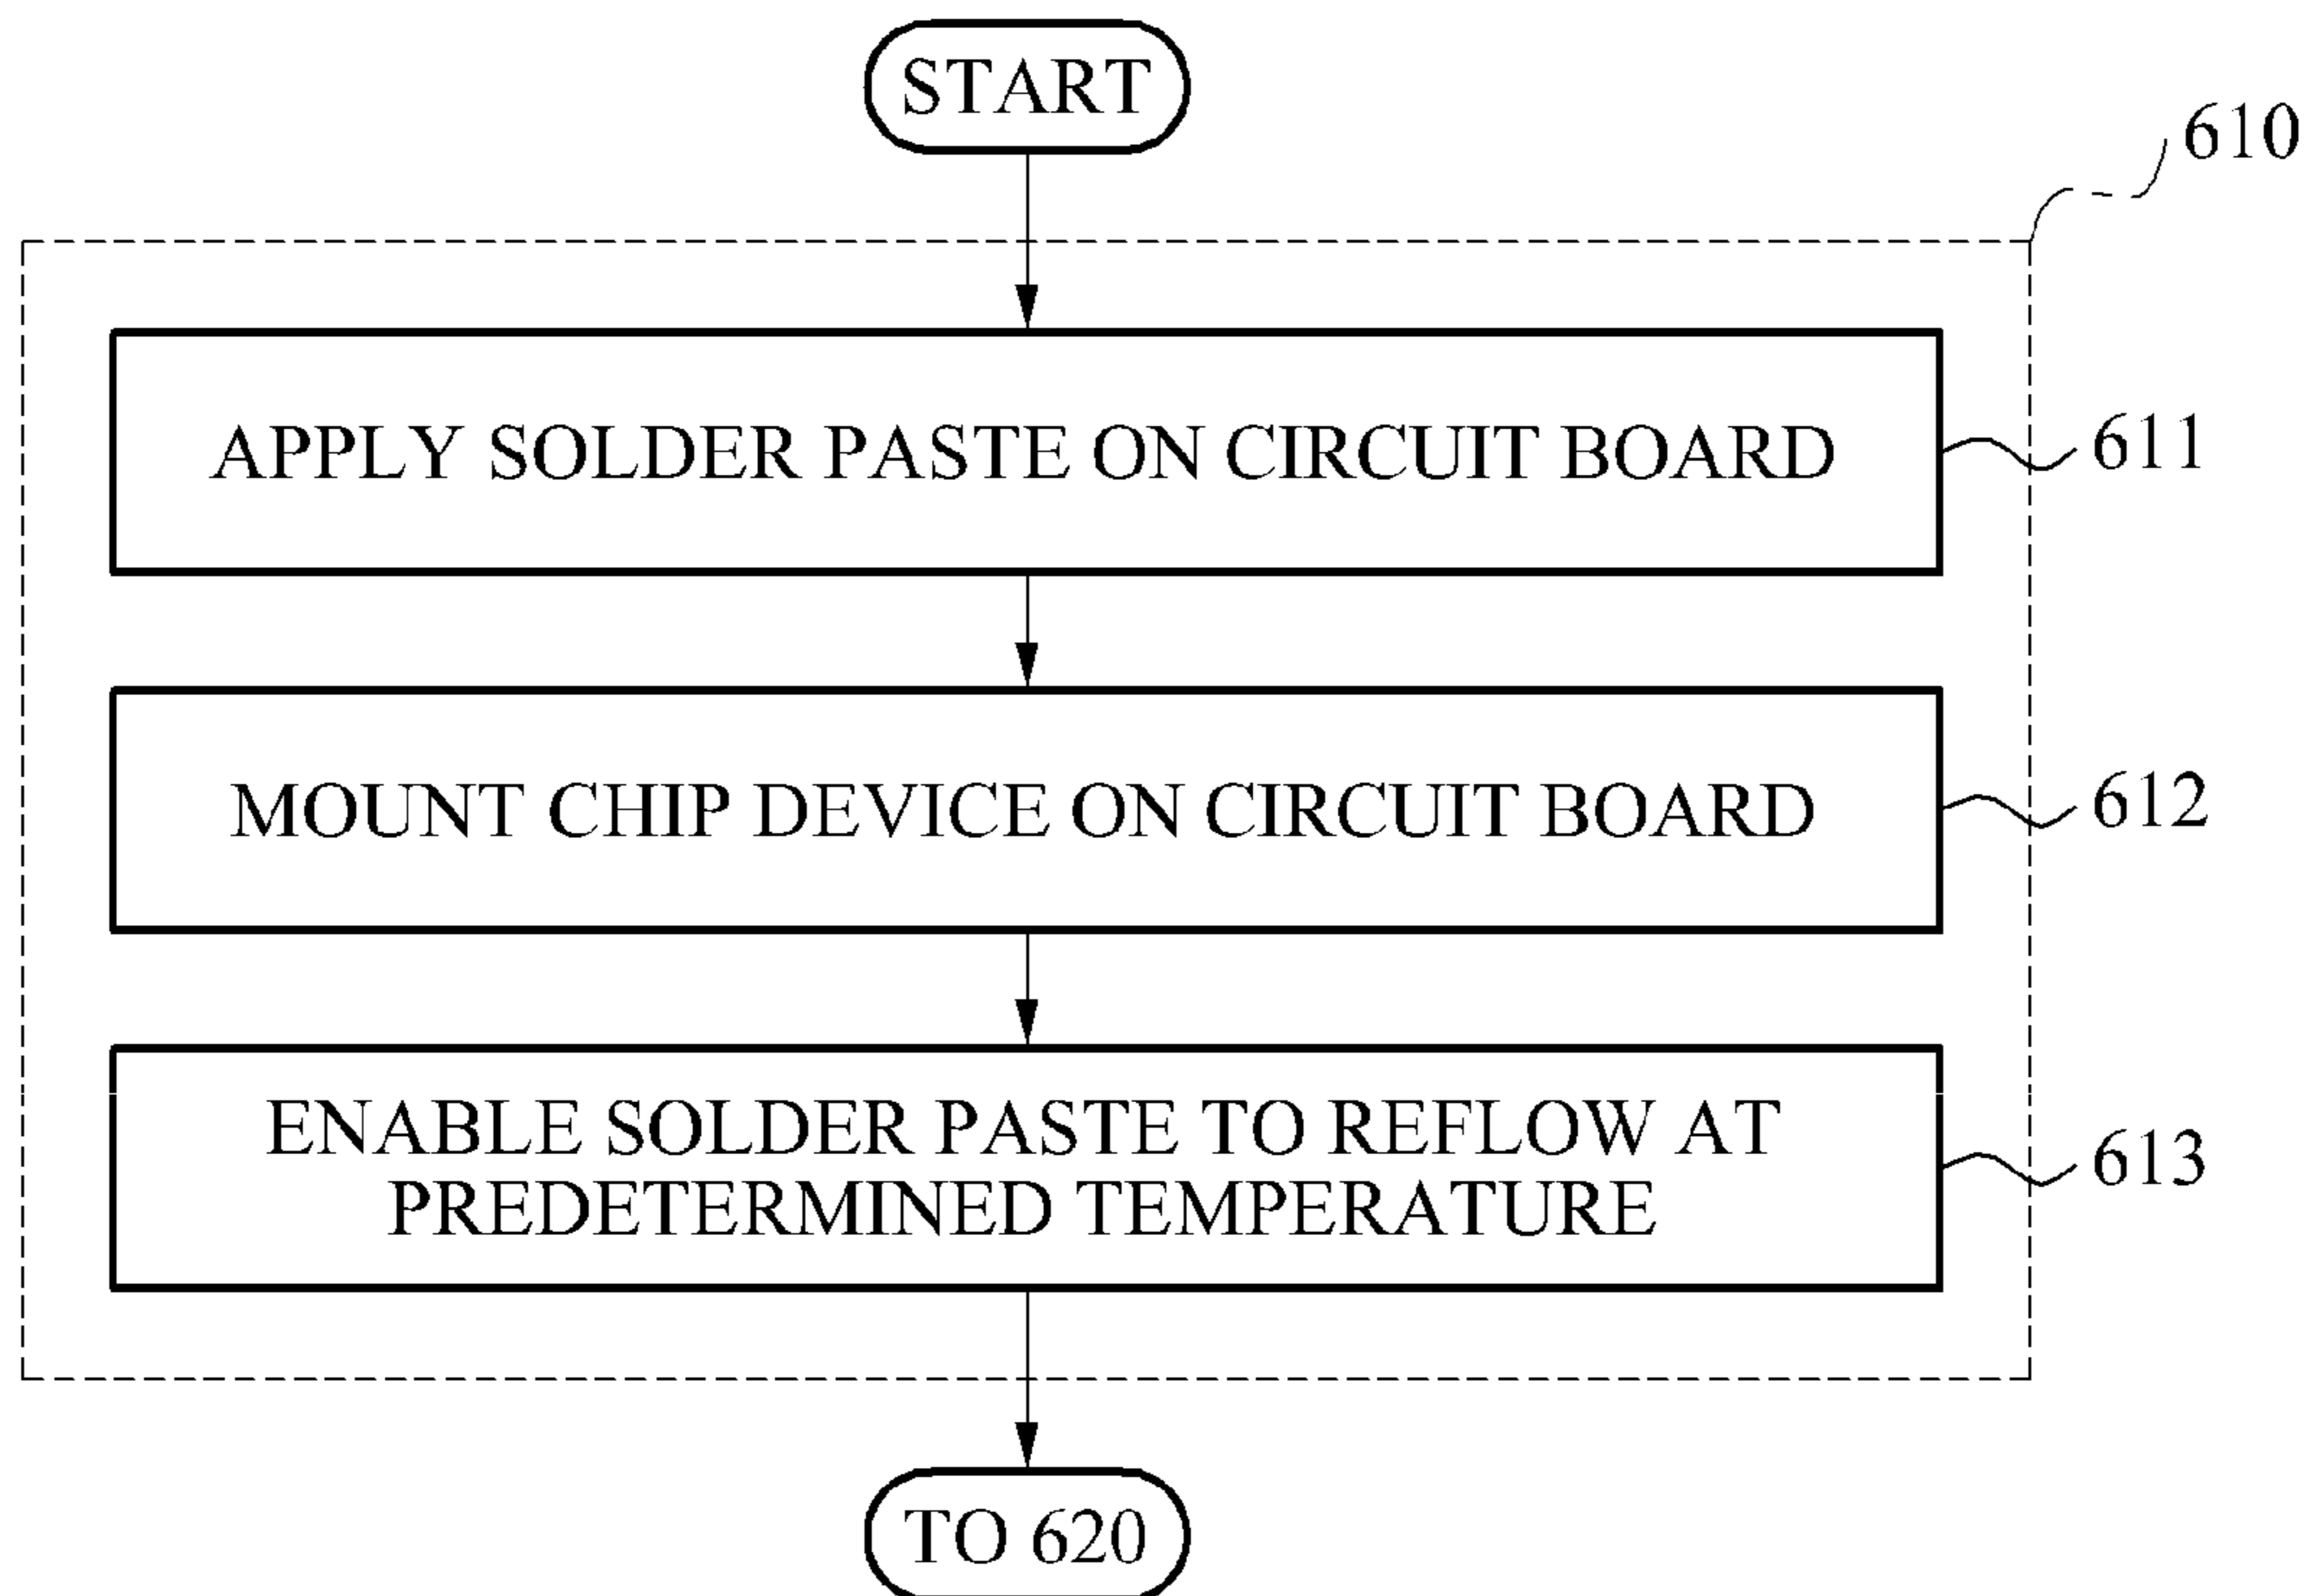 START
610
APPLY SOLDER PASTE ON CIRCUIT BOARD
611
MOUNT CHIP DEVICE ON CIRCUIT BOARD
612
ENABLE SOLDER PASTE TO REFLOW AT
PREDETERMINED TEMPERATURE
613
TO 620